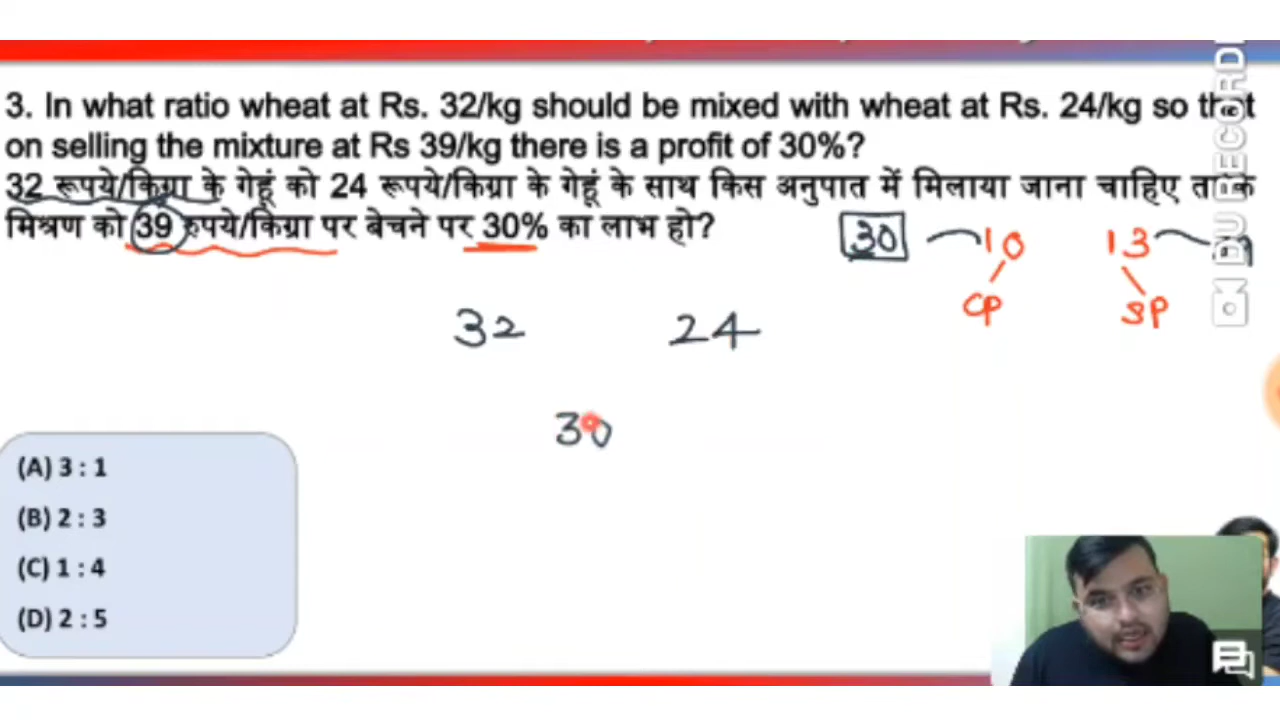 3. In what ratio wheat at Rs. 32/kg should be mixed with wheat at Rs. 24/kg so that
on selling the mixture at Rs 39/kg there is a profit of 30%?
32 रूपये/किग्रा के गेहूं को 24 रूपये/किग्रा के गेहूं के साथ किस अनुपात में मिलाया जाना चाहिए
मिश्रण को 39 रुपये/किग्रा पर बेचने पर 30% का लाभ हो?
30 10 13
CP SP
32 24
30
(A) 3 : 1
(B) 2 : 3
(C) 1 : 4
(D) 2 : 5
DU RECORD